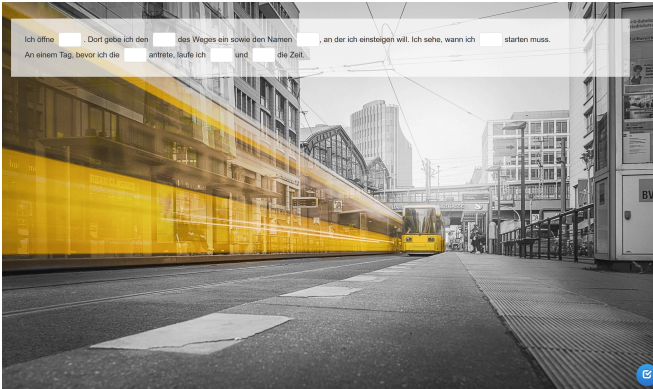 Ich öffne . Dort gebe ich den des Weges ein sowie den Namen , an der ich einsteigen will. Ich sehe, wann ich starten muss.
An einem Tag, bevor ich die antrete, laufe ich und die Zeit.
BV